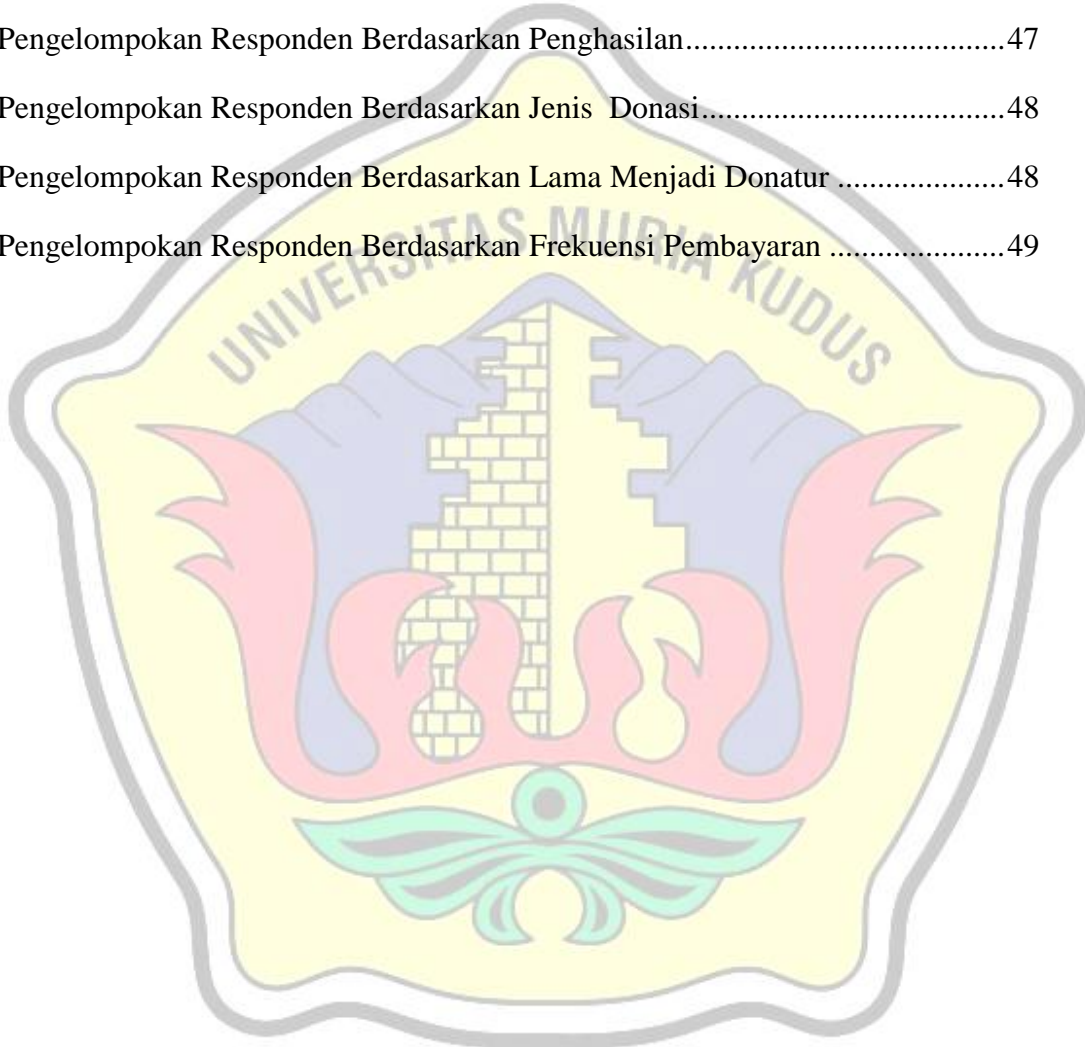 Pengelompokan Responden Berdasarkan Penghasilan........................................47
Pengelompokan Responden Berdasarkan Jenis  Donasi......................................48
Pengelompokan Responden Berdasarkan Lama Menjadi Donatur .....................48
Pengelompokan Responden Berdasarkan Frekuensi Pembayaran ......................49
UNIVERSITAS MURIA KUDUS